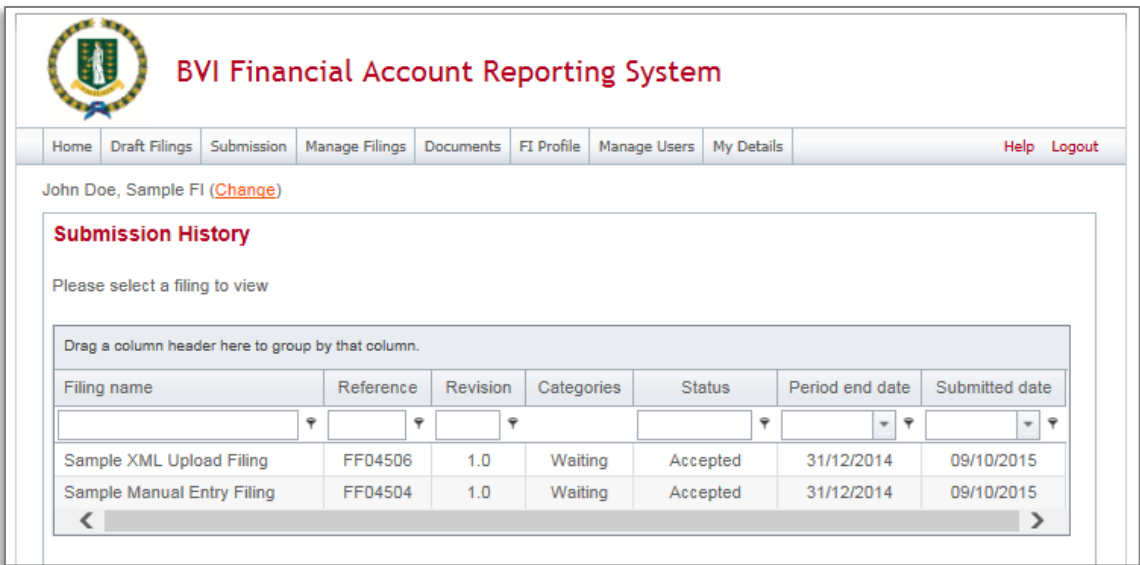 BVI Financial Account Reporting System
Home Draft Filings Submission Manage Filings Documents FI Profile Manage Users My Details Help Logout
John Doe, Sample FI (Change)
Submission History
Please select a filing to view
Drag a column header here to group by that column.
Filing name Reference Revision Categories Status Period end date Submitted date
Sample XML Upload Filing FF04506 1.0 Waiting Accepted 31/12/2014 09/10/2015
Sample Manual Entry Filing FF04504 1.0 Waiting Accepted 31/12/2014 09/10/2015